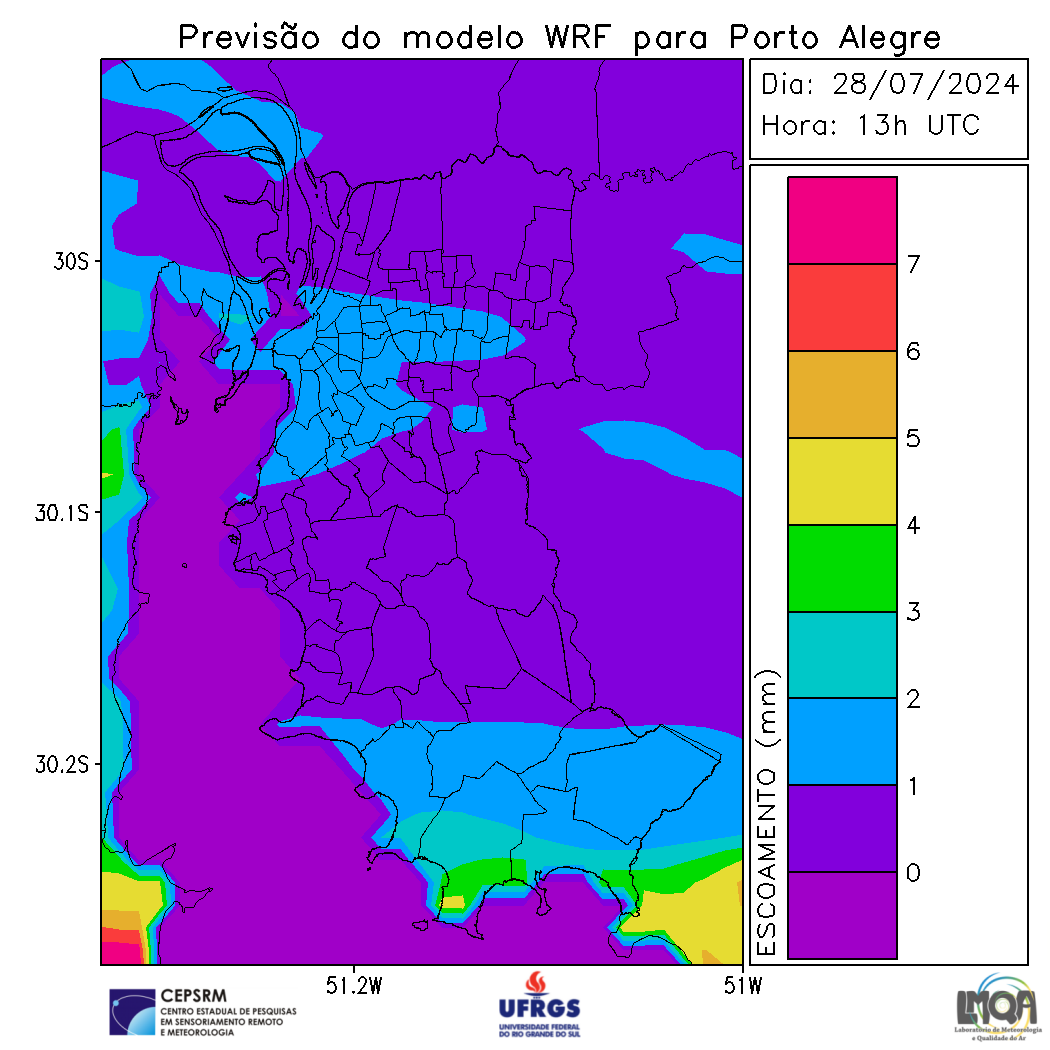 Previsão do modelo WRF para Porto Alegre
Dia: 28/07/2024
Hora: 13h UTC
30S
30.1S
30.2S
51.2W
51W
7
6
5
4
3
2
1
0
ESCOAMENTO (mm)
CEPSRM
CENTRO ESTADUAL DE PESQUISAS
EM SENSORIAMENTO REMOTO
E METEOROLOGIA
UFRGS
UNIVERSIDADE FEDERAL
DO RIO GRANDE DO SUL
LMQA
Laboratório de Meteorologia
e Qualidade do Ar